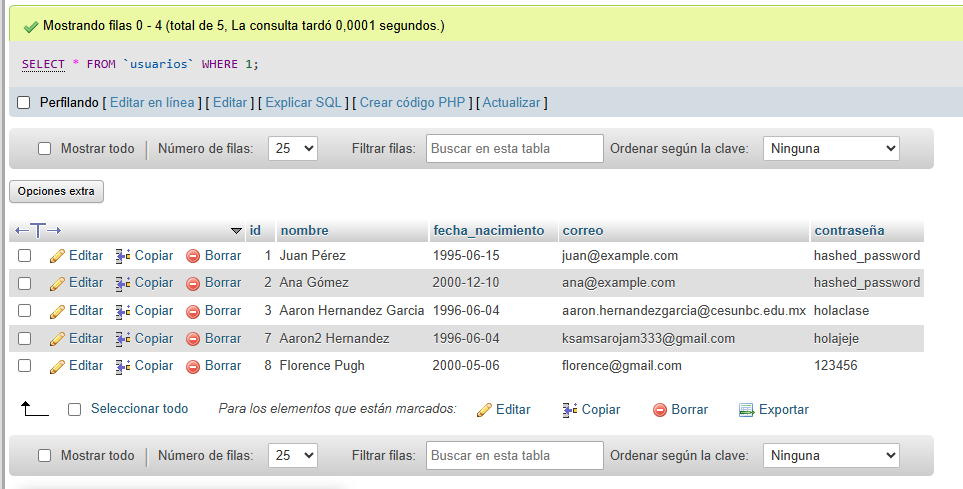 Mostrando filas 0 - 4 (total de 5, La consulta tardó 0,0001 segundos.)
SELECT * FROM `usuarios` WHERE 1;
Perfilando [ Editar en línea ] [ Editar ] [ Explicar SQL ] [ Crear código PHP ] [ Actualizar ]
Mostrar todo | Número de filas: 25 Filtrar filas: Buscar en esta tabla Ordenar según la clave: Ninguna
Opciones extra
←T→ id nombre fecha_nacimiento correo contraseña
Editar Copiar Borrar 1 Juan Pérez 1995-06-15 juan@example.com hashed_password
Editar Copiar Borrar 2 Ana Gómez 2000-12-10 ana@example.com hashed_password
Editar Copiar Borrar 3 Aaron Hernandez Garcia 1996-06-04 aaron.hernandezgarcia@cesunbc.edu.mx holaclase
Editar Copiar Borrar 7 Aaron2 Hernandez 1996-06-04 ksamsarojam333@gmail.com holajeje
Editar Copiar Borrar 8 Florence Pugh 2000-05-06 florence@gmail.com 123456
Seleccionar todo Para los elementos que están marcados: Editar Copiar Borrar Exportar
Mostrar todo | Número de filas: 25 Filtrar filas: Buscar en esta tabla Ordenar según la clave: Ninguna